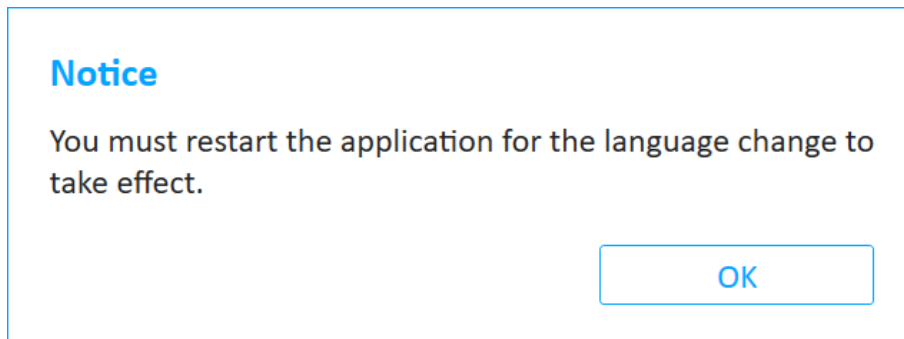 Notice
You must restart the application for the language change to
take effect.
OK